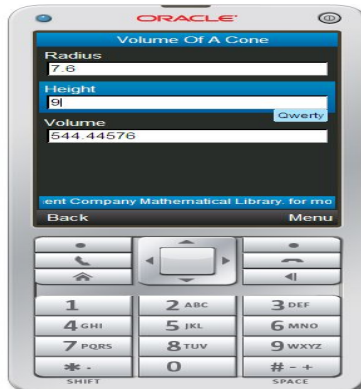 ORACLE
Volume Of A Cone
Radius
7.6
Height
9
Qwerty
Volume
544.44576
ent Company Mathematical Library. for mo
Back Menu
1 2 ABC 3 DEF
4 GHI 5 JKL 6 MNO
7 PQRS 8 TUV 9 WXYZ
* . 0 # - +
SHIFT SPACE